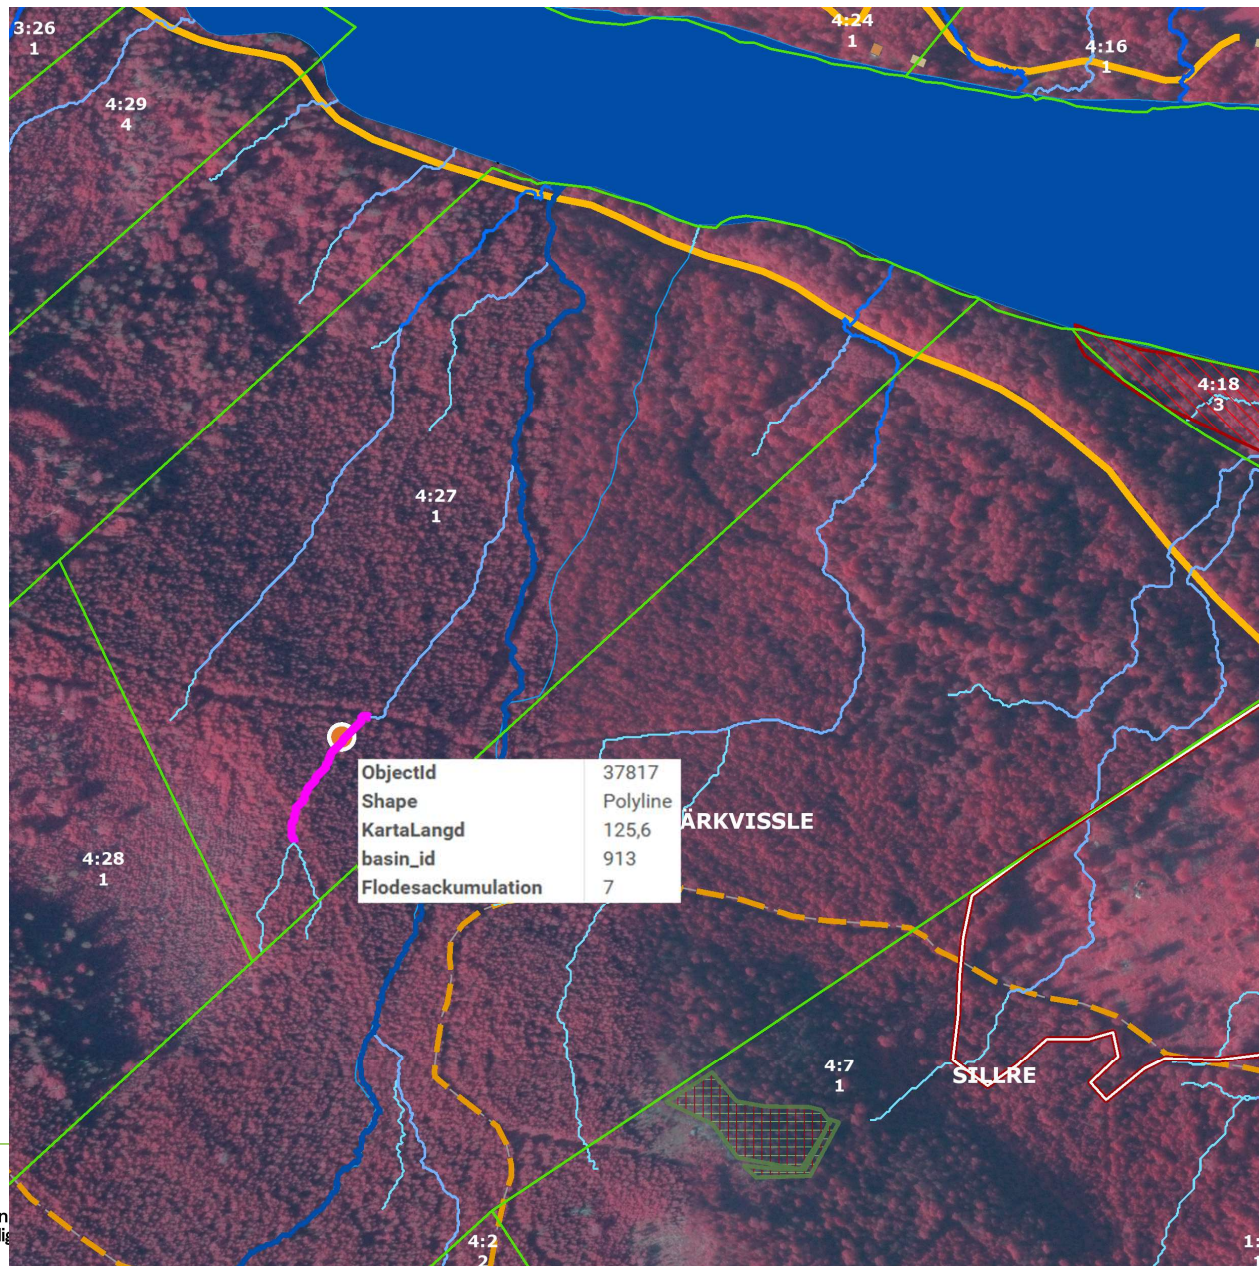 3:26
1
4:24
1
4:16
1
4:29
4
4:18
3
4:27
1
ObjectId 37817
Shape Polyline
KartaLangd 125,6
basin_id 913
Flodesackumulation 7
ÄRKVISSLE
4:28
1
4:7
1
SILLRE
4:2
2
1: